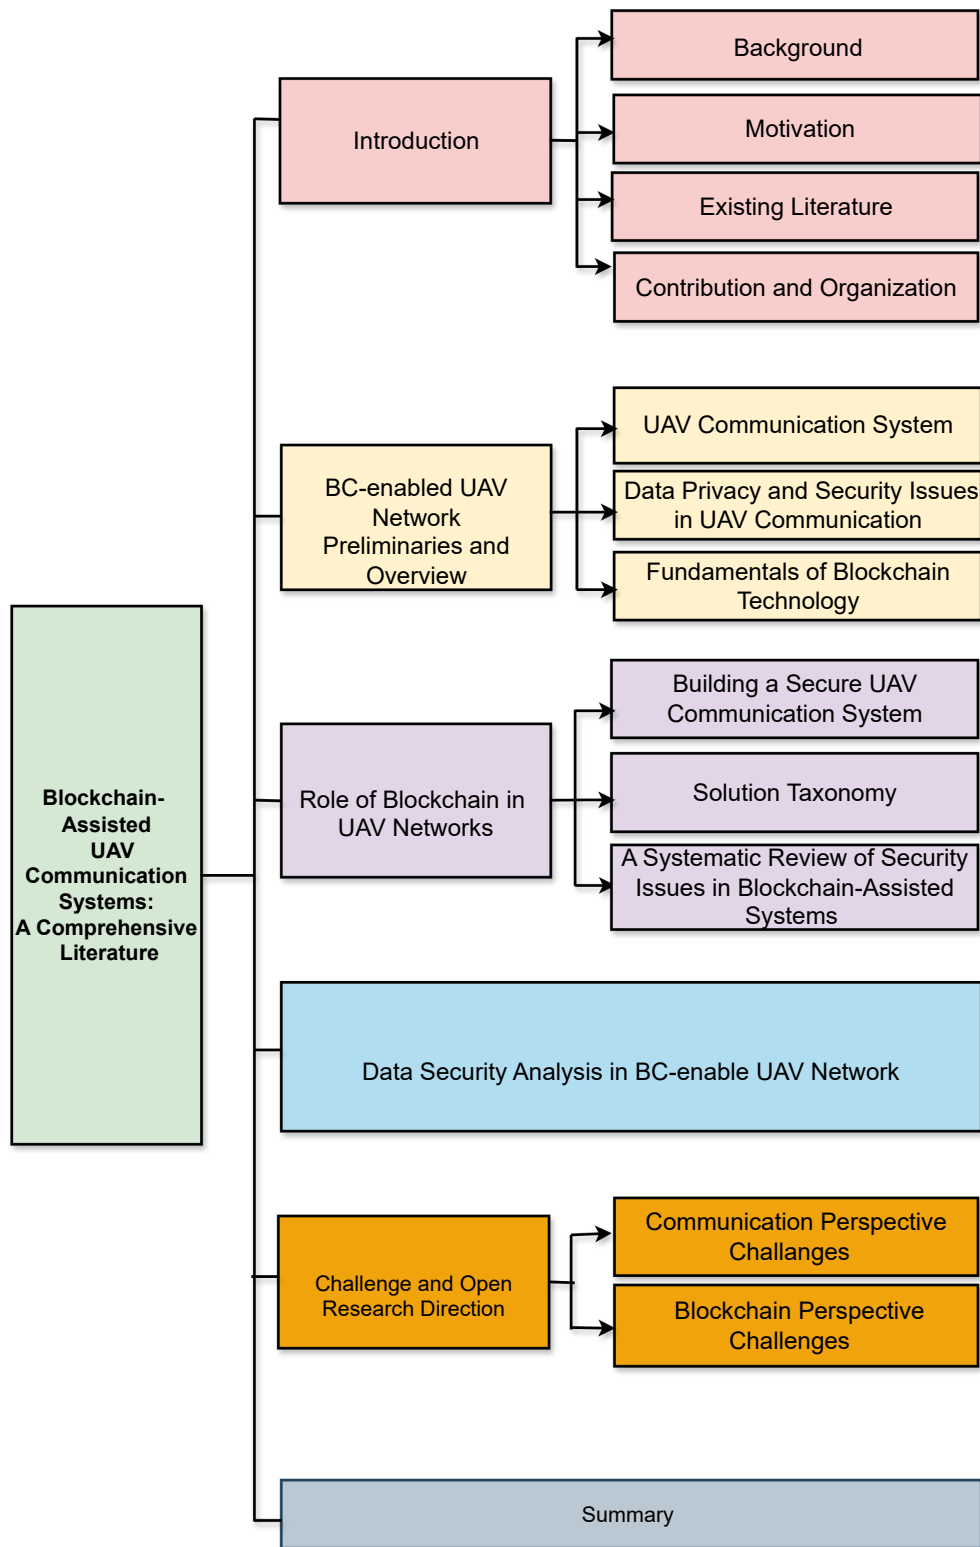 Blockchain-
Assisted
UAV
Communication
Systems:
A Comprehensive
Literature
Introduction
Background
Motivation
Existing Literature
Contribution and Organization
BC-enabled UAV
Network
Preliminaries and
Overview
UAV Communication System
Data Privacy and Security Issues
in UAV Communication
Fundamentals of Blockchain
Technology
Role of Blockchain in
UAV Networks
Building a Secure UAV
Communication System
Solution Taxonomy
A Systematic Review of Security
Issues in Blockchain-Assisted
Systems
Data Security Analysis in BC-enable UAV Network
Challenge and Open
Research Direction
Communication Perspective
Challanges
Blockchain Perspective
Challenges
Summary